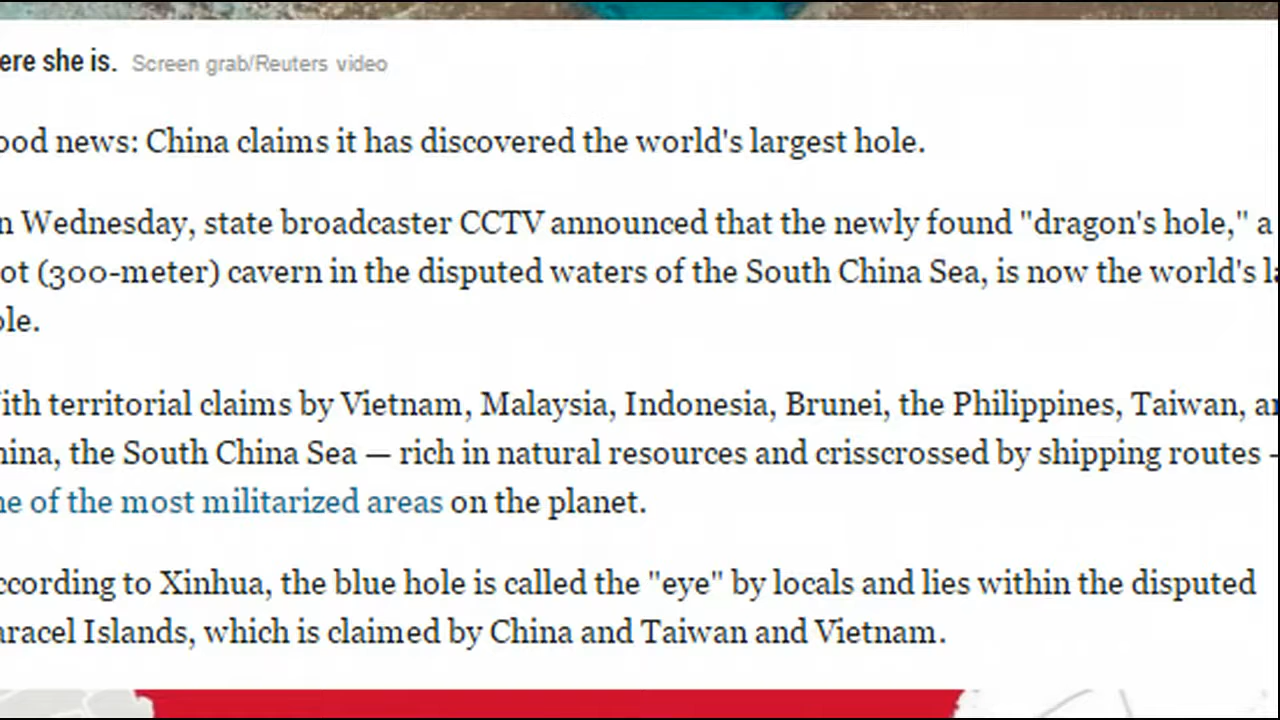 ere she is. Screen grab/Reuters video
ood news: China claims it has discovered the world's largest hole.
n Wednesday, state broadcaster CCTV announced that the newly found "dragon's hole," a
ot (300-meter) cavern in the disputed waters of the South China Sea, is now the world's la
ole.
ith territorial claims by Vietnam, Malaysia, Indonesia, Brunei, the Philippines, Taiwan, an
hina, the South China Sea — rich in natural resources and crisscrossed by shipping routes -
ne of the most militarized areas on the planet.
ccording to Xinhua, the blue hole is called the "eye" by locals and lies within the disputed
aracel Islands, which is claimed by China and Taiwan and Vietnam.